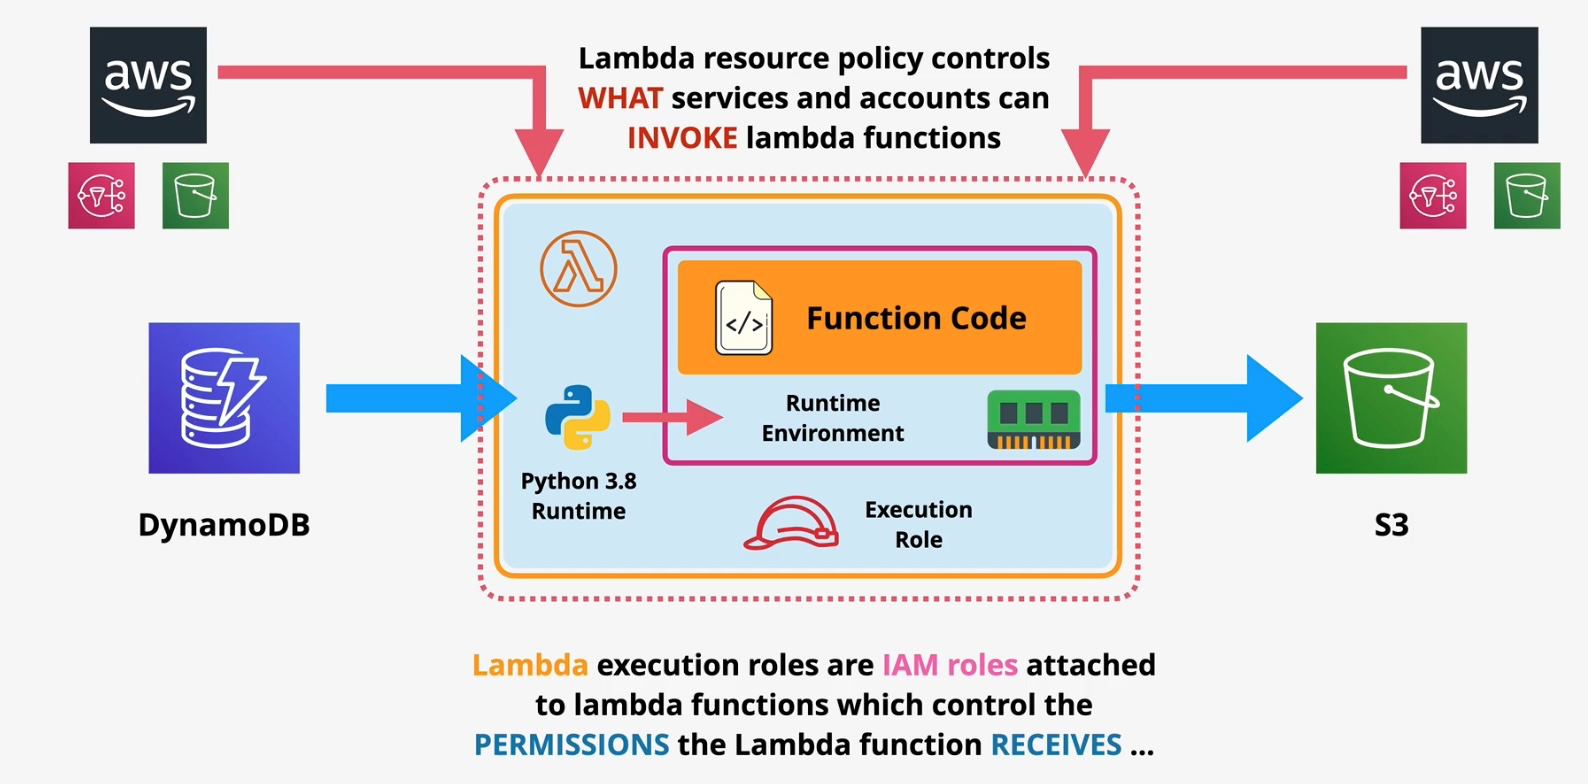 aws
Lambda resource policy controls
WHAT services and accounts can
INVOKE lambda functions
aws
Function Code
</>
Runtime
Environment
Python 3.8
Runtime
Execution
Role
DynamoDB
S3
Lambda execution roles are IAM roles attached
to lambda functions which control the
PERMISSIONS the Lambda function RECEIVES ...